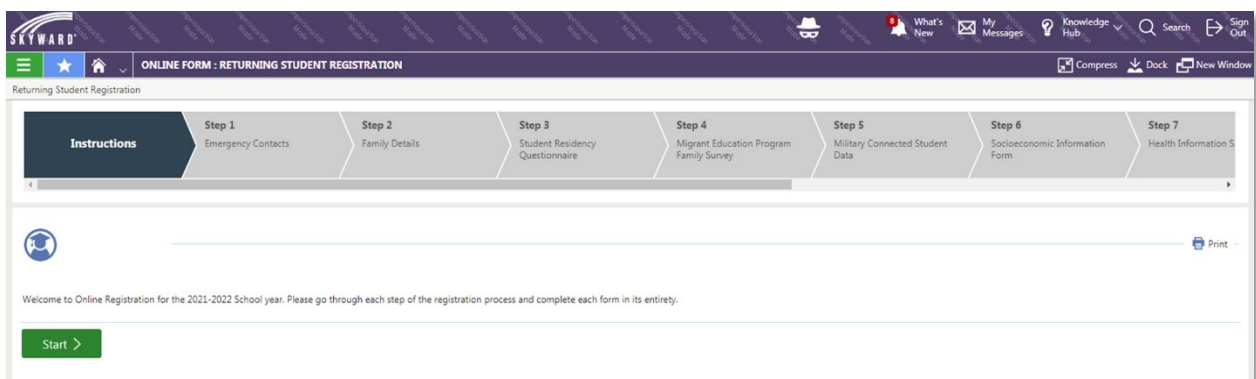 SKYWARD
8
What's New
My Messages
Knowledge Hub
Search
Sign Out
ONLINE FORM : RETURNING STUDENT REGISTRATION
Compress
Dock
New Window
Returning Student Registration
Instructions
Step 1
Emergency Contacts
Step 2
Family Details
Step 3
Student Residency
Questionnaire
Step 4
Migrant Education Program
Family Survey
Step 5
Military Connected Student
Data
Step 6
Socioeconomic Information
Form
Step 7
Health Information S
Print
Welcome to Online Registration for the 2021-2022 School year. Please go through each step of the registration process and complete each form in its entirety.
Start